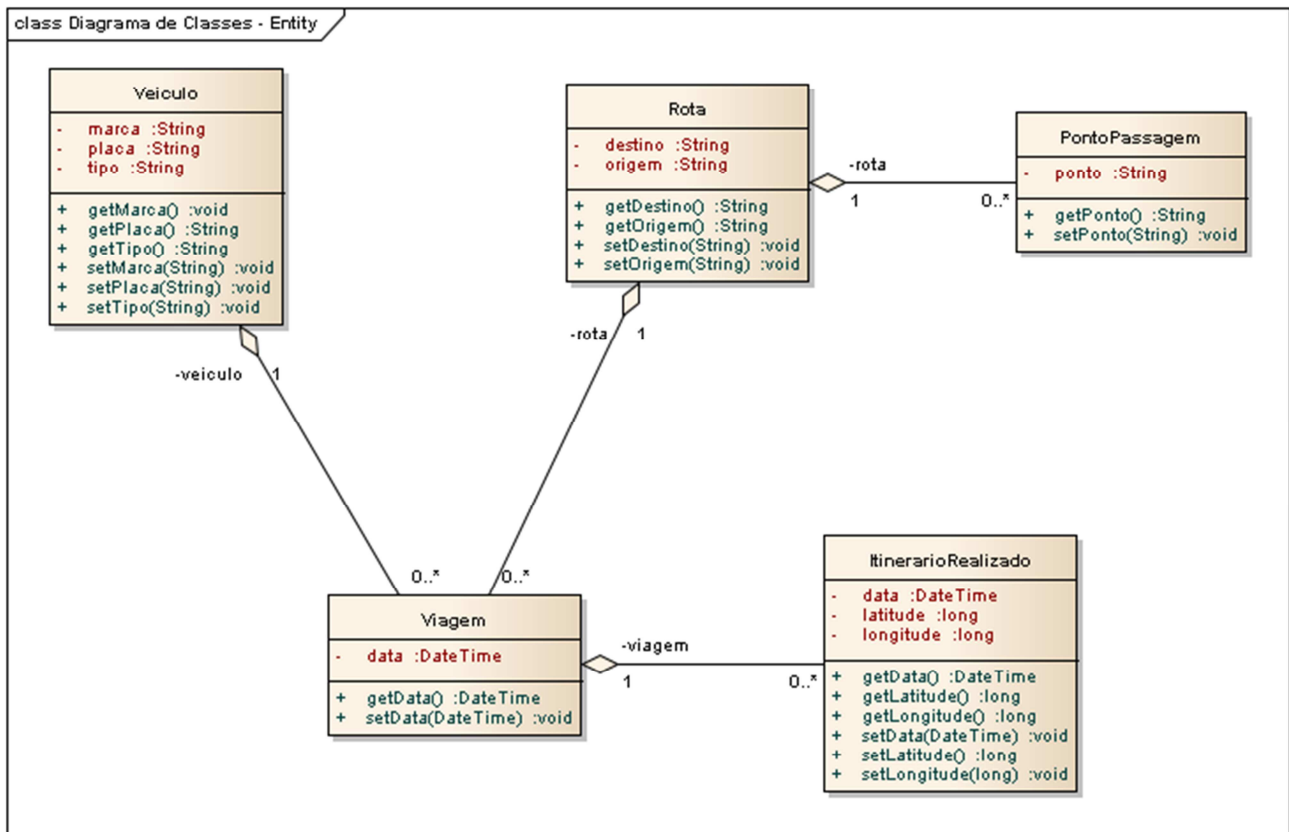 class Diagrama de Classes - Entity
Veiculo
- marca :String
- placa :String
- tipo :String
+ getMarca() :void
+ getPlaca() :String
+ getTipo() :String
+ setMarca(String) :void
+ setPlaca(String) :void
+ setTipo(String) :void
Rota
- destino :String
- origem :String
+ getDestino() :String
+ getOrigem() :String
+ setDestino(String) :void
+ setOrigem(String) :void
PontoPassagem
- ponto :String
+ getPonto() :String
+ setPonto(String) :void
-rota
1
0..*
-rota
1
-veiculo
1
0..*
0..*
Viagem
- data :DateTime
+ getData() :DateTime
+ setData(DateTime) :void
-viagem
1
0..*
ItinerarioRealizado
- data :DateTime
- latitude :long
- longitude :long
+ getData() :DateTime
+ getLatitude() :long
+ getLongitude() :long
+ setData(DateTime) :void
+ setLatitude() :long
+ setLongitude(long) :void